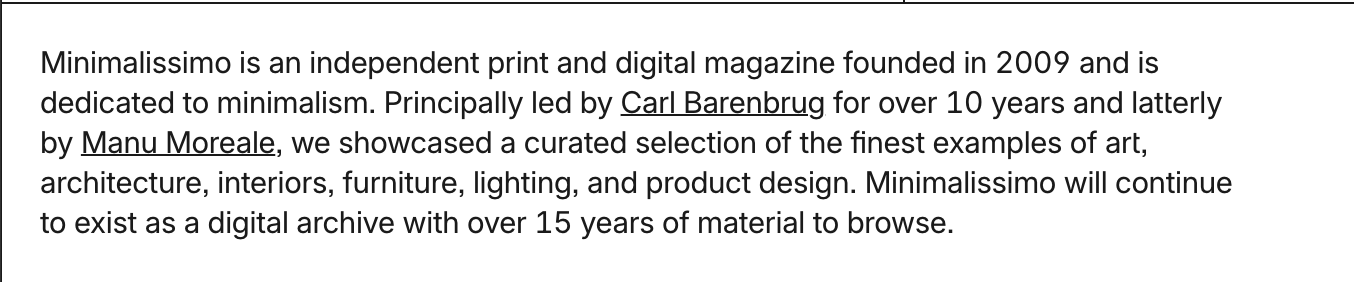 Minimalissimo is an independent print and digital magazine founded in 2009 and is
dedicated to minimalism. Principally led by Carl Barenbrug for over 10 years and latterly
by Manu Moreale, we showcased a curated selection of the finest examples of art,
architecture, interiors, furniture, lighting, and product design. Minimalissimo will continue
to exist as a digital archive with over 15 years of material to browse.